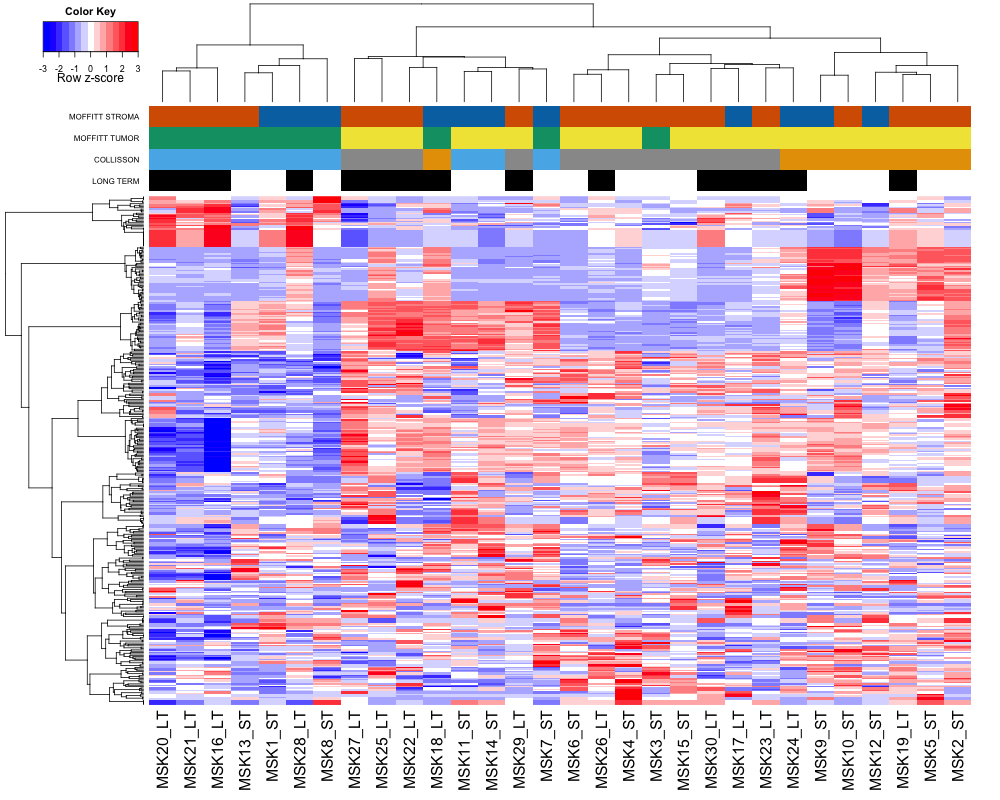 Color Key
-3 -2 -1 0 1 2 3
Row z-score
MOFFITT STROMA
MOFFITT TUMOR
COLLISSON
LONG TERM
MSK20_LT
MSK21_LT
MSK16_LT
MSK13_ST
MSK1_ST
MSK28_LT
MSK8_ST
MSK27_LT
MSK25_LT
MSK22_LT
MSK18_LT
MSK11_ST
MSK14_ST
MSK29_LT
MSK7_ST
MSK6_ST
MSK26_LT
MSK4_ST
MSK3_ST
MSK15_ST
MSK30_LT
MSK17_LT
MSK23_LT
MSK24_LT
MSK9_ST
MSK10_ST
MSK12_ST
MSK19_LT
MSK5_ST
MSK2_ST